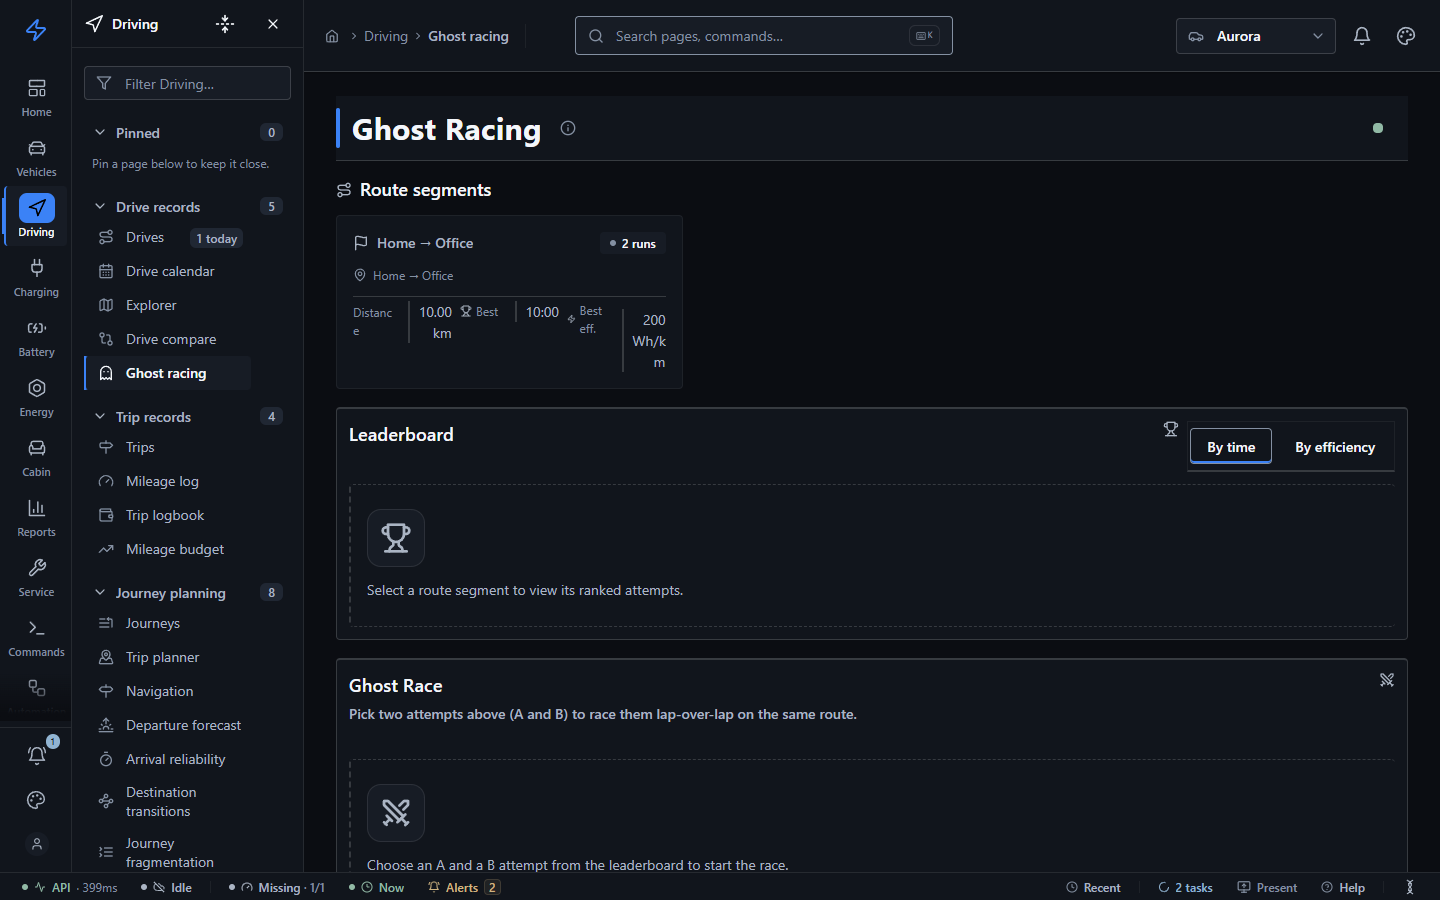 Driving
Driving
Ghost racing
Search pages, commands...
K
Aurora
Home
Vehicles
Driving
Charging
Battery
Energy
Cabin
Reports
Service
Commands
1
Filter Driving...
Pinned
0
Pin a page below to keep it close.
Drive records
5
Drives
1 today
Drive calendar
Explorer
Drive compare
Ghost racing
Trip records
4
Trips
Mileage log
Trip logbook
Mileage budget
Journey planning
8
Journeys
Trip planner
Navigation
Departure forecast
Arrival reliability
Destination
transitions
Journey
fragmentation
Ghost Racing
Route segments
Home → Office
2 runs
Home → Office
Distanc
e
10.00
km
Best
10:00
Best
eff.
200
Wh/k
m
Leaderboard
By time
By efficiency
Select a route segment to view its ranked attempts.
Ghost Race
Pick two attempts above (A and B) to race them lap-over-lap on the same route.
Choose an A and a B attempt from the leaderboard to start the race.
API · 399ms
Idle
Missing · 1/1
Now
Alerts 2
Recent
2 tasks
Present
Help